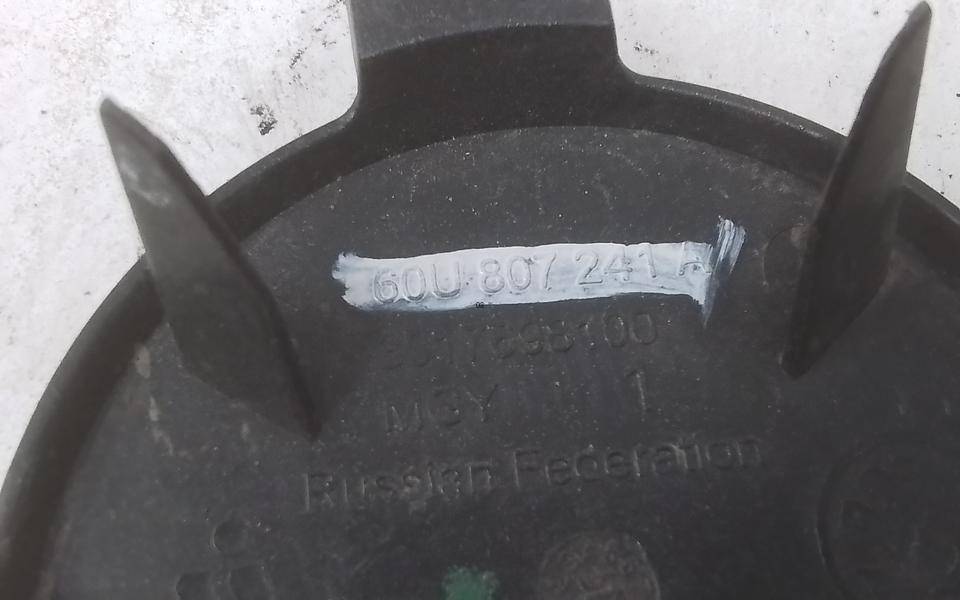 60U 807 241 A
MGY 1
Russian Federation